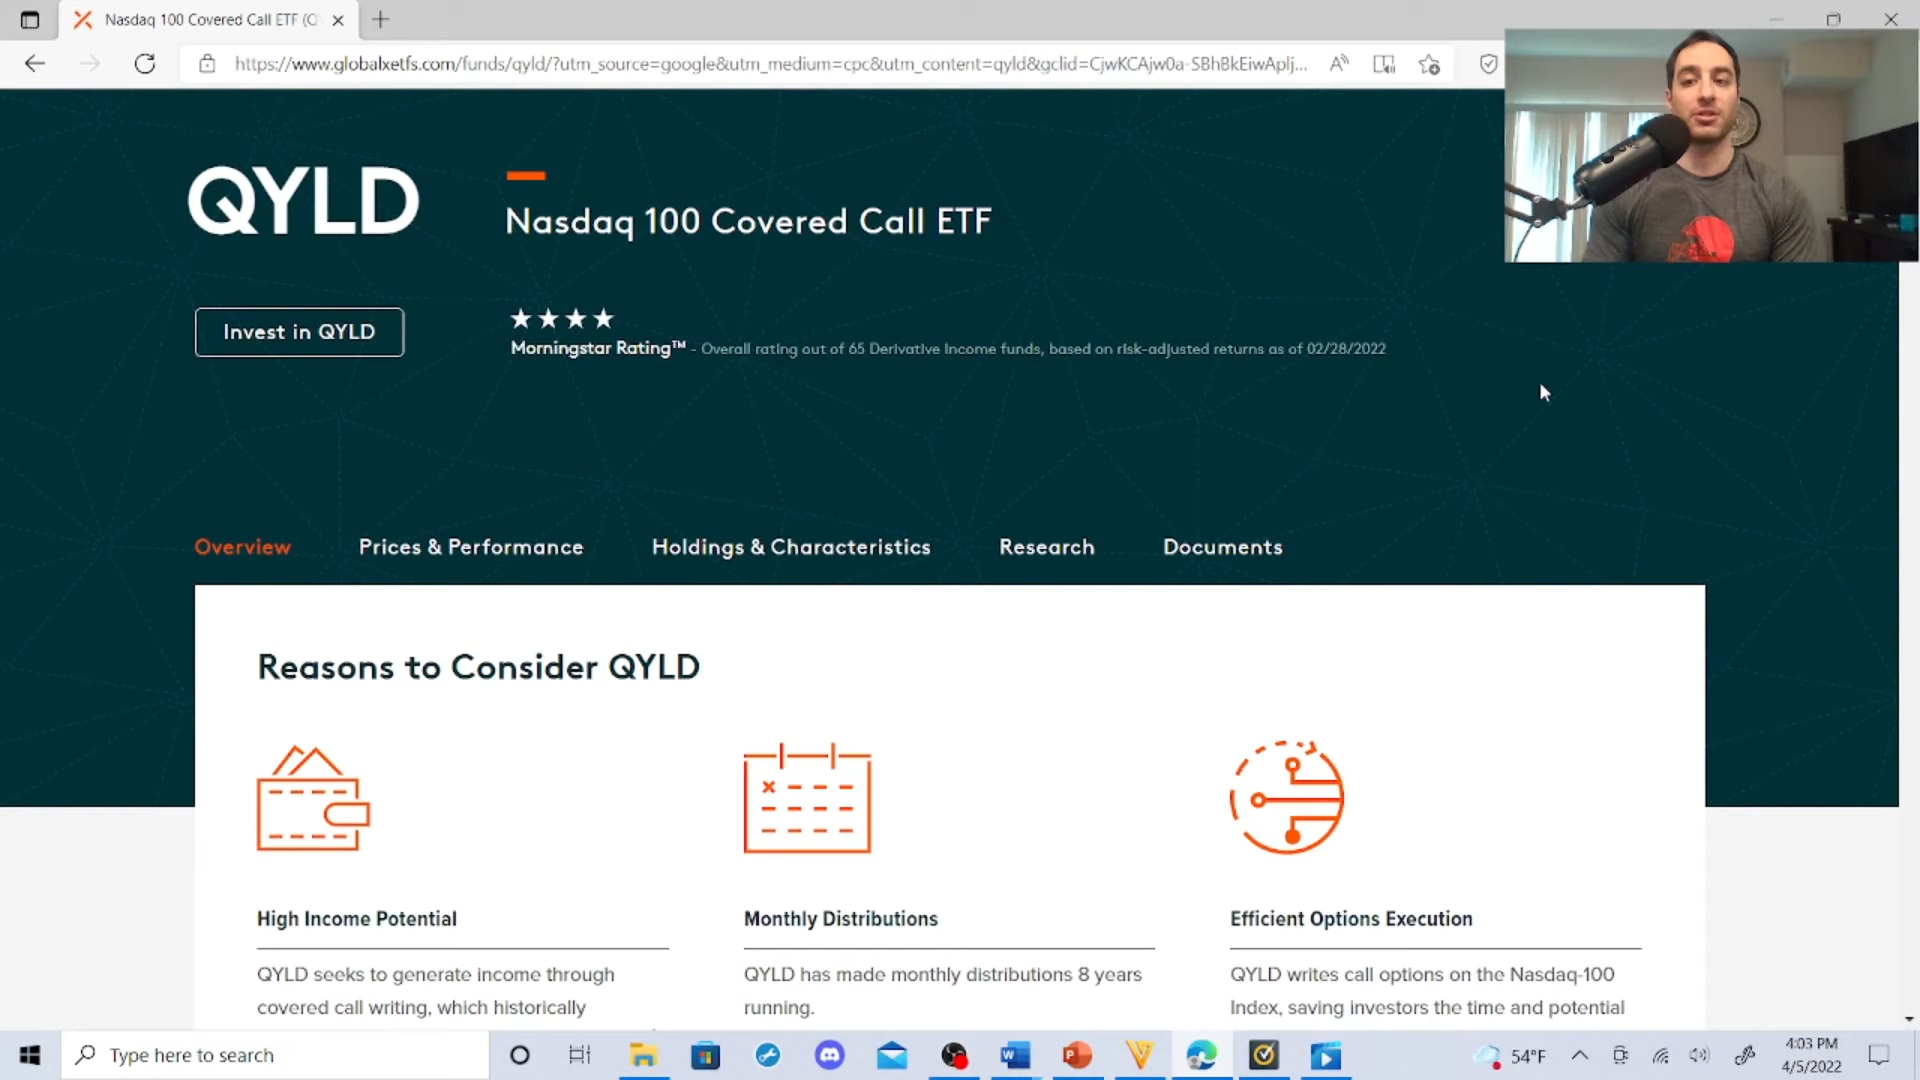 Nasdaq 100 Covered Call ETF (Q
https://www.globalxetfs.com/funds/qyld/?utm_source=google&utm_medium=cpc&utm_content=qyld&gclid=CjwKCAjw0a-SBhBkEiwApIj...
QYLD
Nasdaq 100 Covered Call ETF
Invest in QYLD
Morningstar Rating™ - Overall rating out of 65 Derivative Income funds, based on risk-adjusted returns as of 02/28/2022
Overview
Prices & Performance
Holdings & Characteristics
Research
Documents
Reasons to Consider QYLD
High Income Potential
QYLD seeks to generate income through
covered call writing, which historically
Monthly Distributions
QYLD has made monthly distributions 8 years
running.
Efficient Options Execution
QYLD writes call options on the Nasdaq-100
Index, saving investors the time and potential
Type here to search
54°F
4:03 PM
4/5/2022